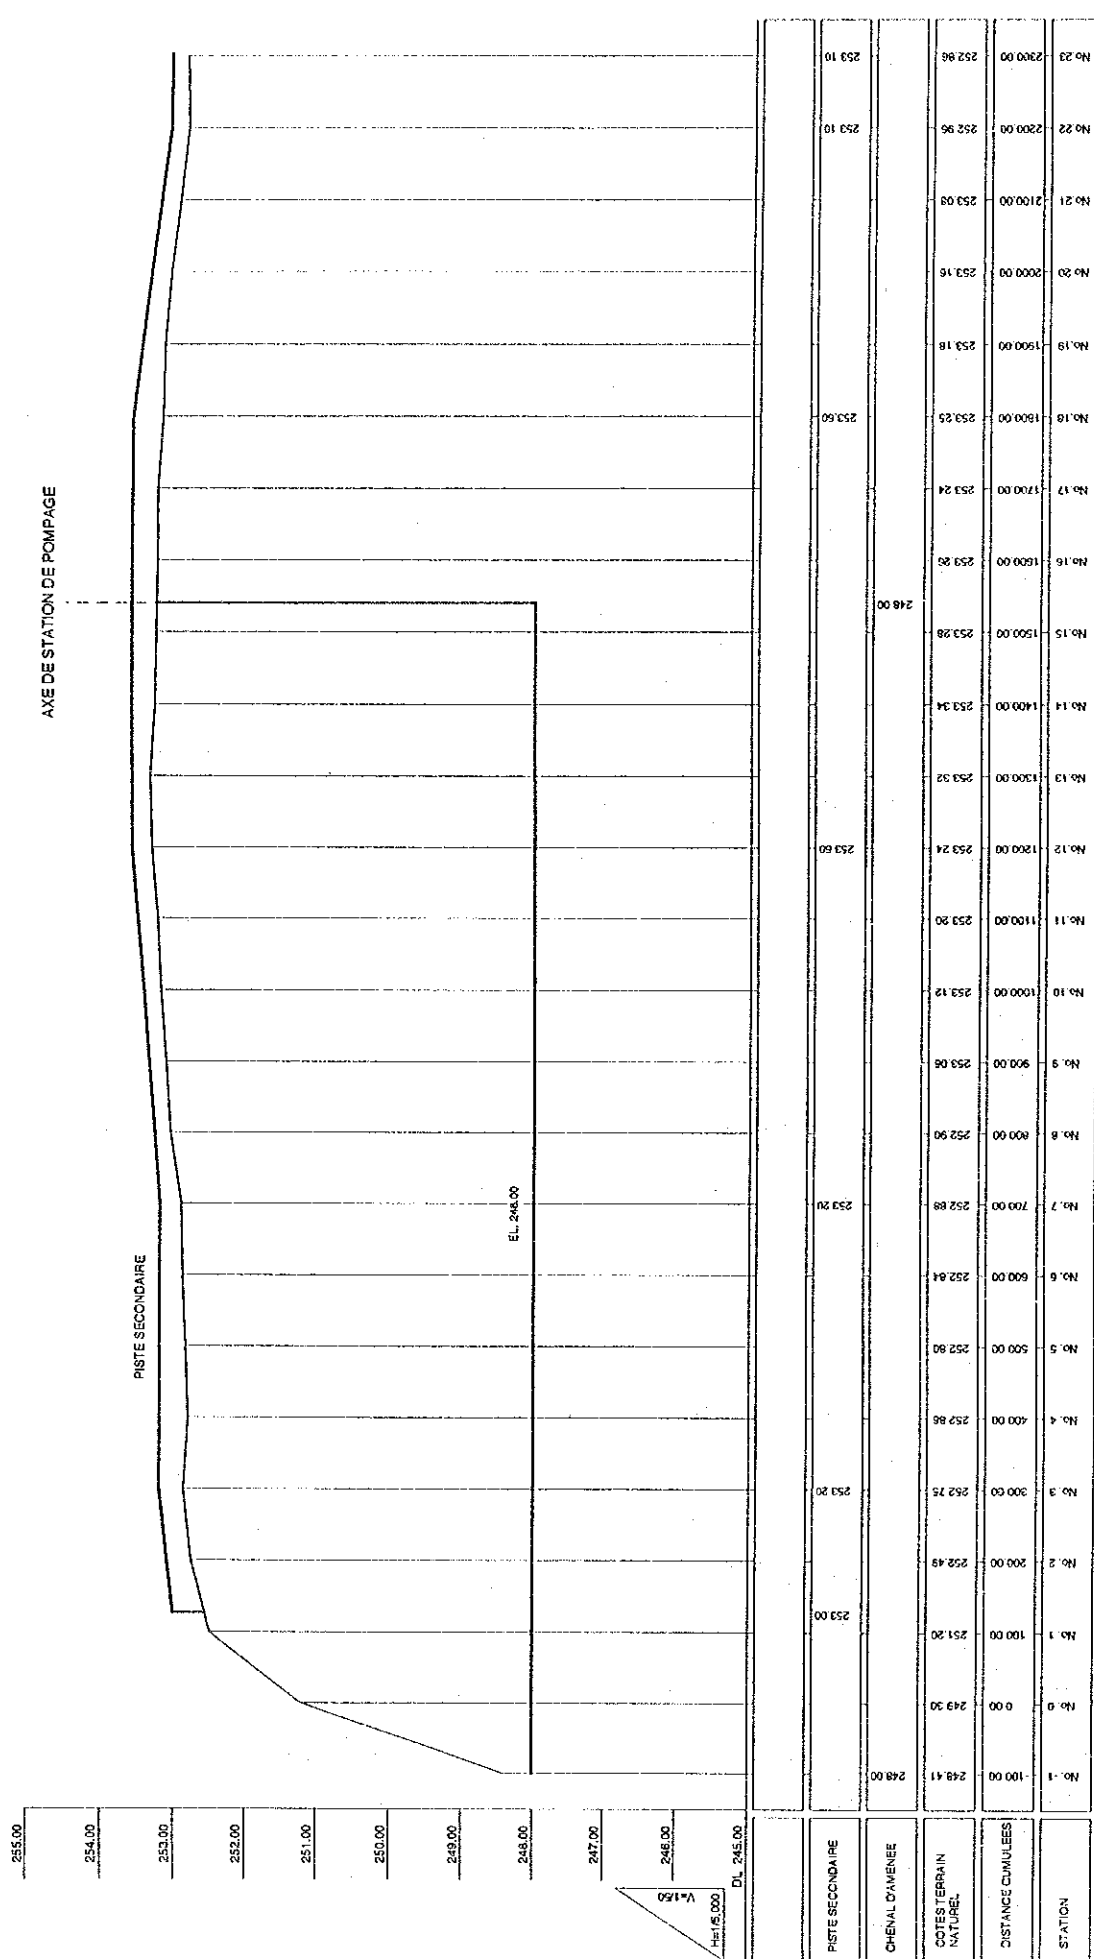 AXE DE STATION DE POMPAGE
PISTE SECONDAIRE
EL. 248.00
255.00
254.00
253.00
252.00
251.00
250.00
249.00
248.00
247.00
246.00
DL 245.00
V=1/50
H=1/5,000
PISTE SECONDAIRE
253.00
253.20
253.20
253.60
253.60
253.10
253.10
CHENAL D'AMENEE
248.00
248.00
COTES TERRAIN
NATUREL
248.41
249.30
251.20
252.49
252.75
252.86
252.80
252.84
252.88
252.90
253.06
253.12
253.20
253.24
253.32
253.34
253.28
253.26
253.24
253.25
253.18
253.16
253.08
252.96
252.86
DISTANCE CUMULEES
-100.00
0.00
100.00
200.00
300.00
400.00
500.00
600.00
700.00
800.00
900.00
1000.00
1100.00
1200.00
1300.00
1400.00
1500.00
1600.00
1700.00
1800.00
1900.00
2000.00
2100.00
2200.00
2300.00
STATION
No. -1
No. 0
No. 1
No. 2
No. 3
No. 4
No. 5
No. 6
No. 7
No. 8
No. 9
No. 10
No. 11
No. 12
No. 13
No. 14
No. 15
No. 16
No. 17
No. 18
No. 19
No. 20
No. 21
No. 22
No. 23